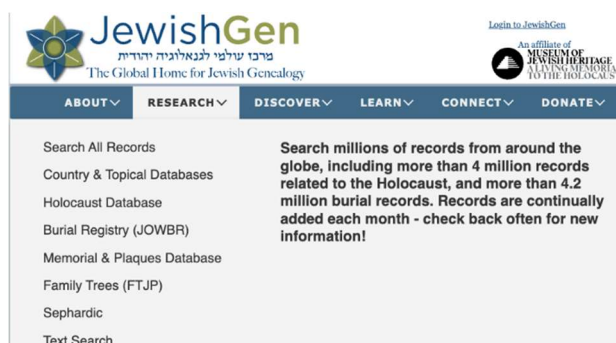 JewishGen
מרכז עולמי לגנאלוגיה יהודית
The Global Home for Jewish Genealogy
Login to JewishGen
An affiliate of
MUSEUM OF
JEWISH HERITAGE
A LIVING MEMORIA
TO THE HOLOCAUS
ABOUT RESEARCH DISCOVER LEARN CONNECT DONATE
Search All Records
Country & Topical Databases
Holocaust Database
Burial Registry (JOWBR)
Memorial & Plaques Database
Family Trees (FTJP)
Sephardic
Text Search
Search millions of records from around the
globe, including more than 4 million records
related to the Holocaust, and more than 4.2
million burial records. Records are continually
added each month - check back often for new
information!